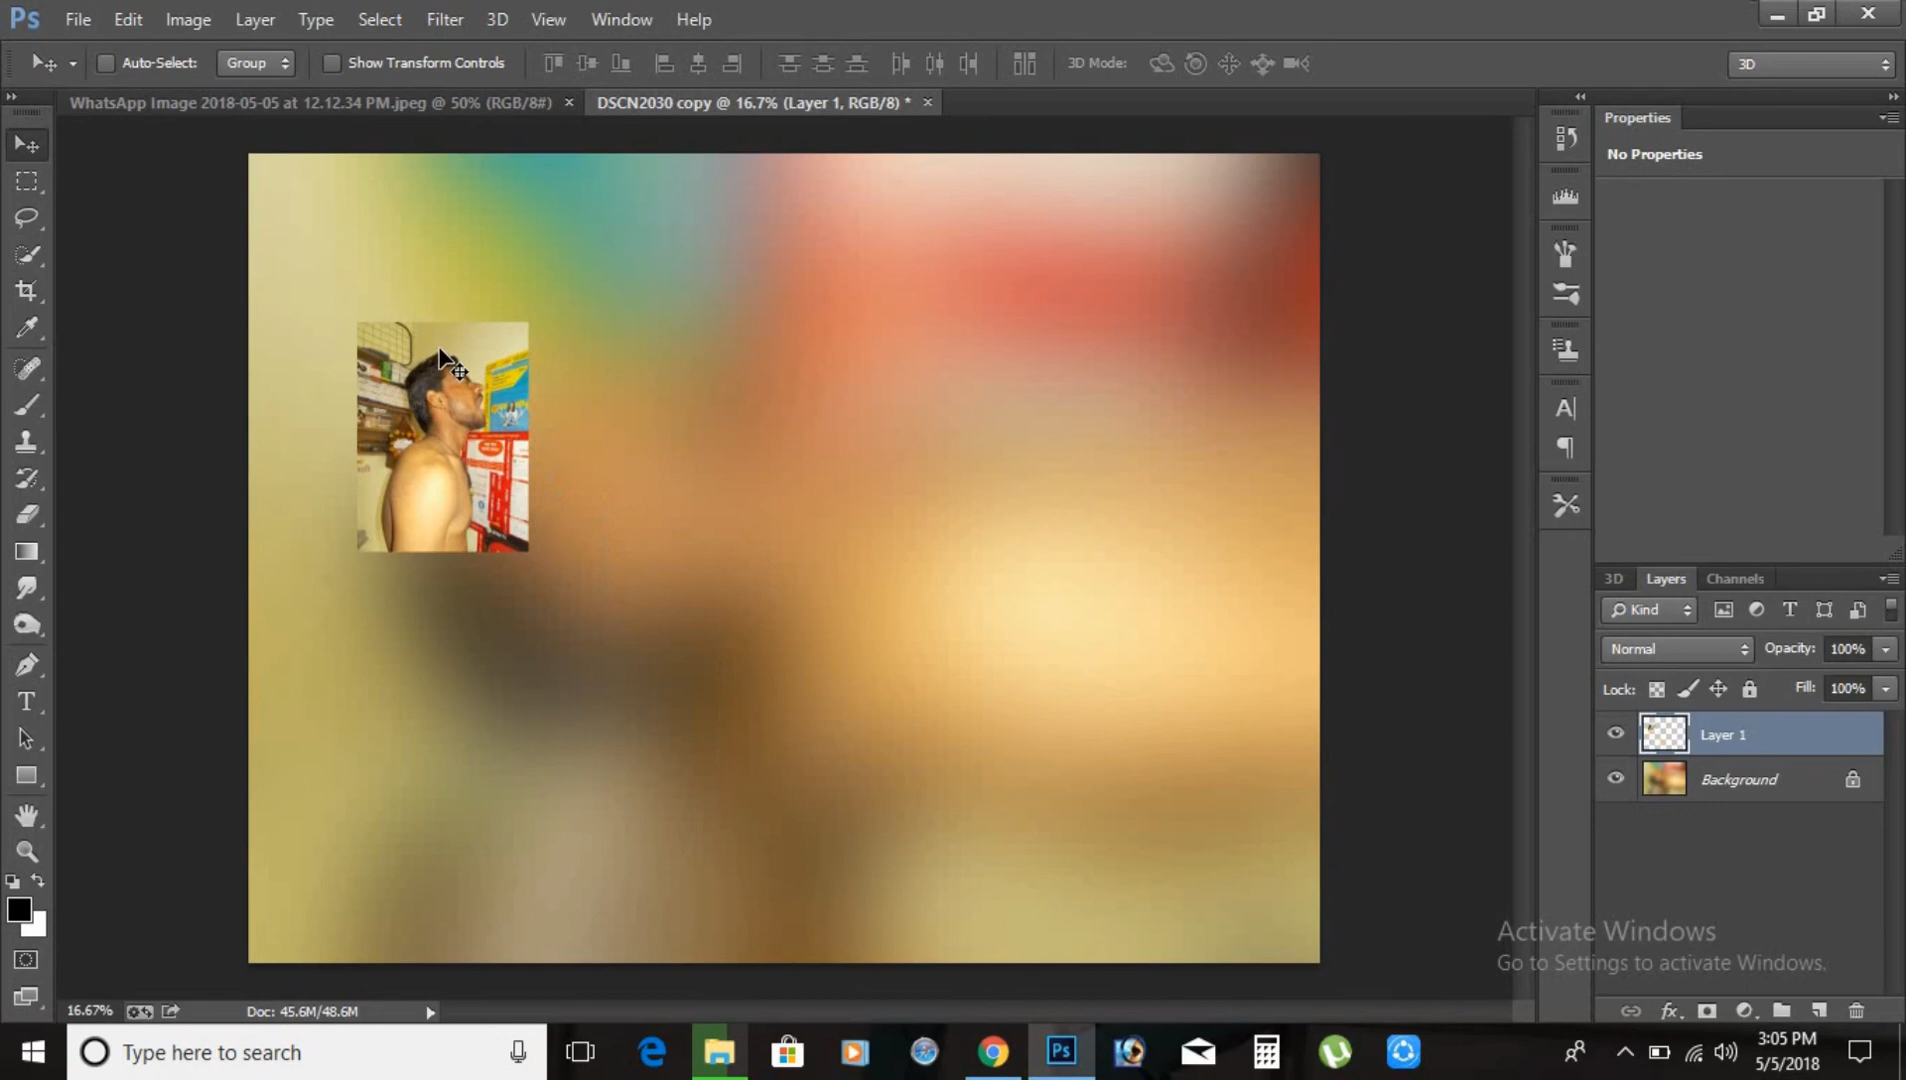 Ps File Edit Image Layer Type Select Filter 3D View Window Help
Auto-Select: Group Show Transform Controls 3D Mode: 3D
WhatsApp Image 2018-05-05 at 12.12.34 PM.jpeg @ 50% (RGB/8#) × DSCN2030 copy @ 16.7% (Layer 1, RGB/8) * ×
Properties
No Properties
3D Layers Channels
Kind
Normal Opacity: 100%
Lock: Fill: 100%
Layer 1
Background
Activate Windows
Go to Settings to activate Windows.
16.67% Doc: 45.6M/48.6M
Type here to search
Ps
3:05 PM
5/5/2018